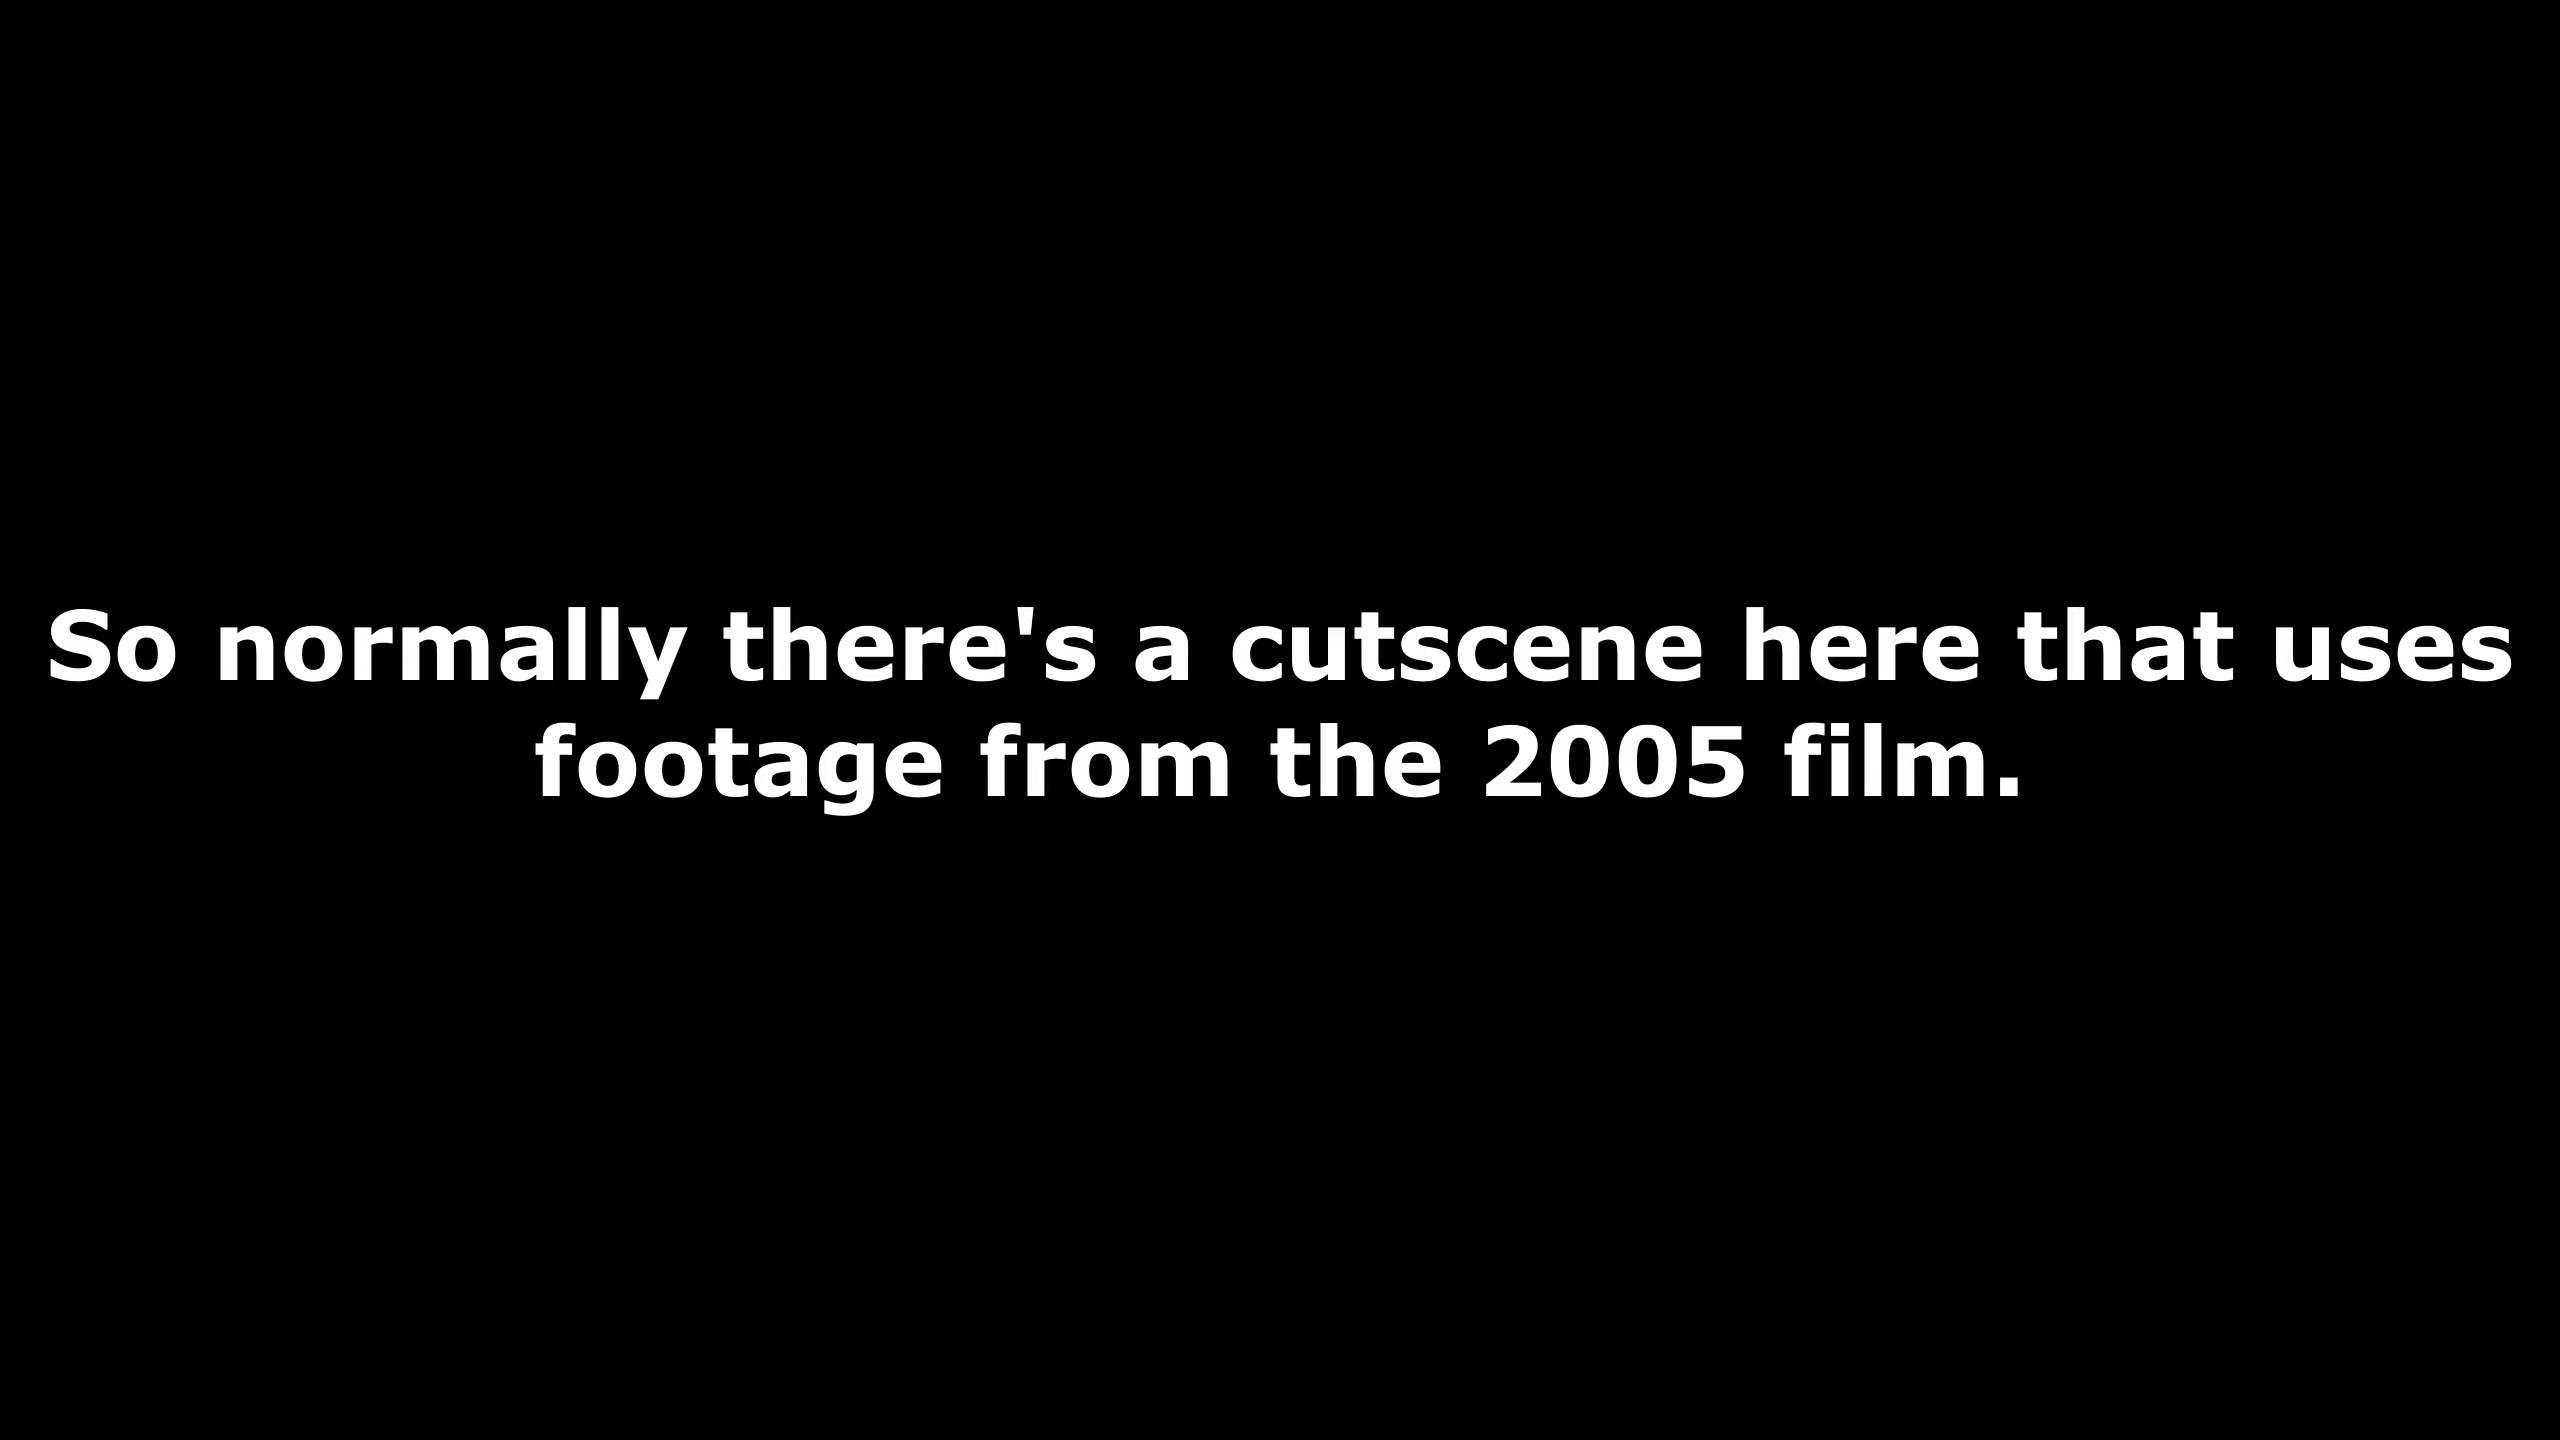 So normally there's a cutscene here that uses
footage from the 2005 film.